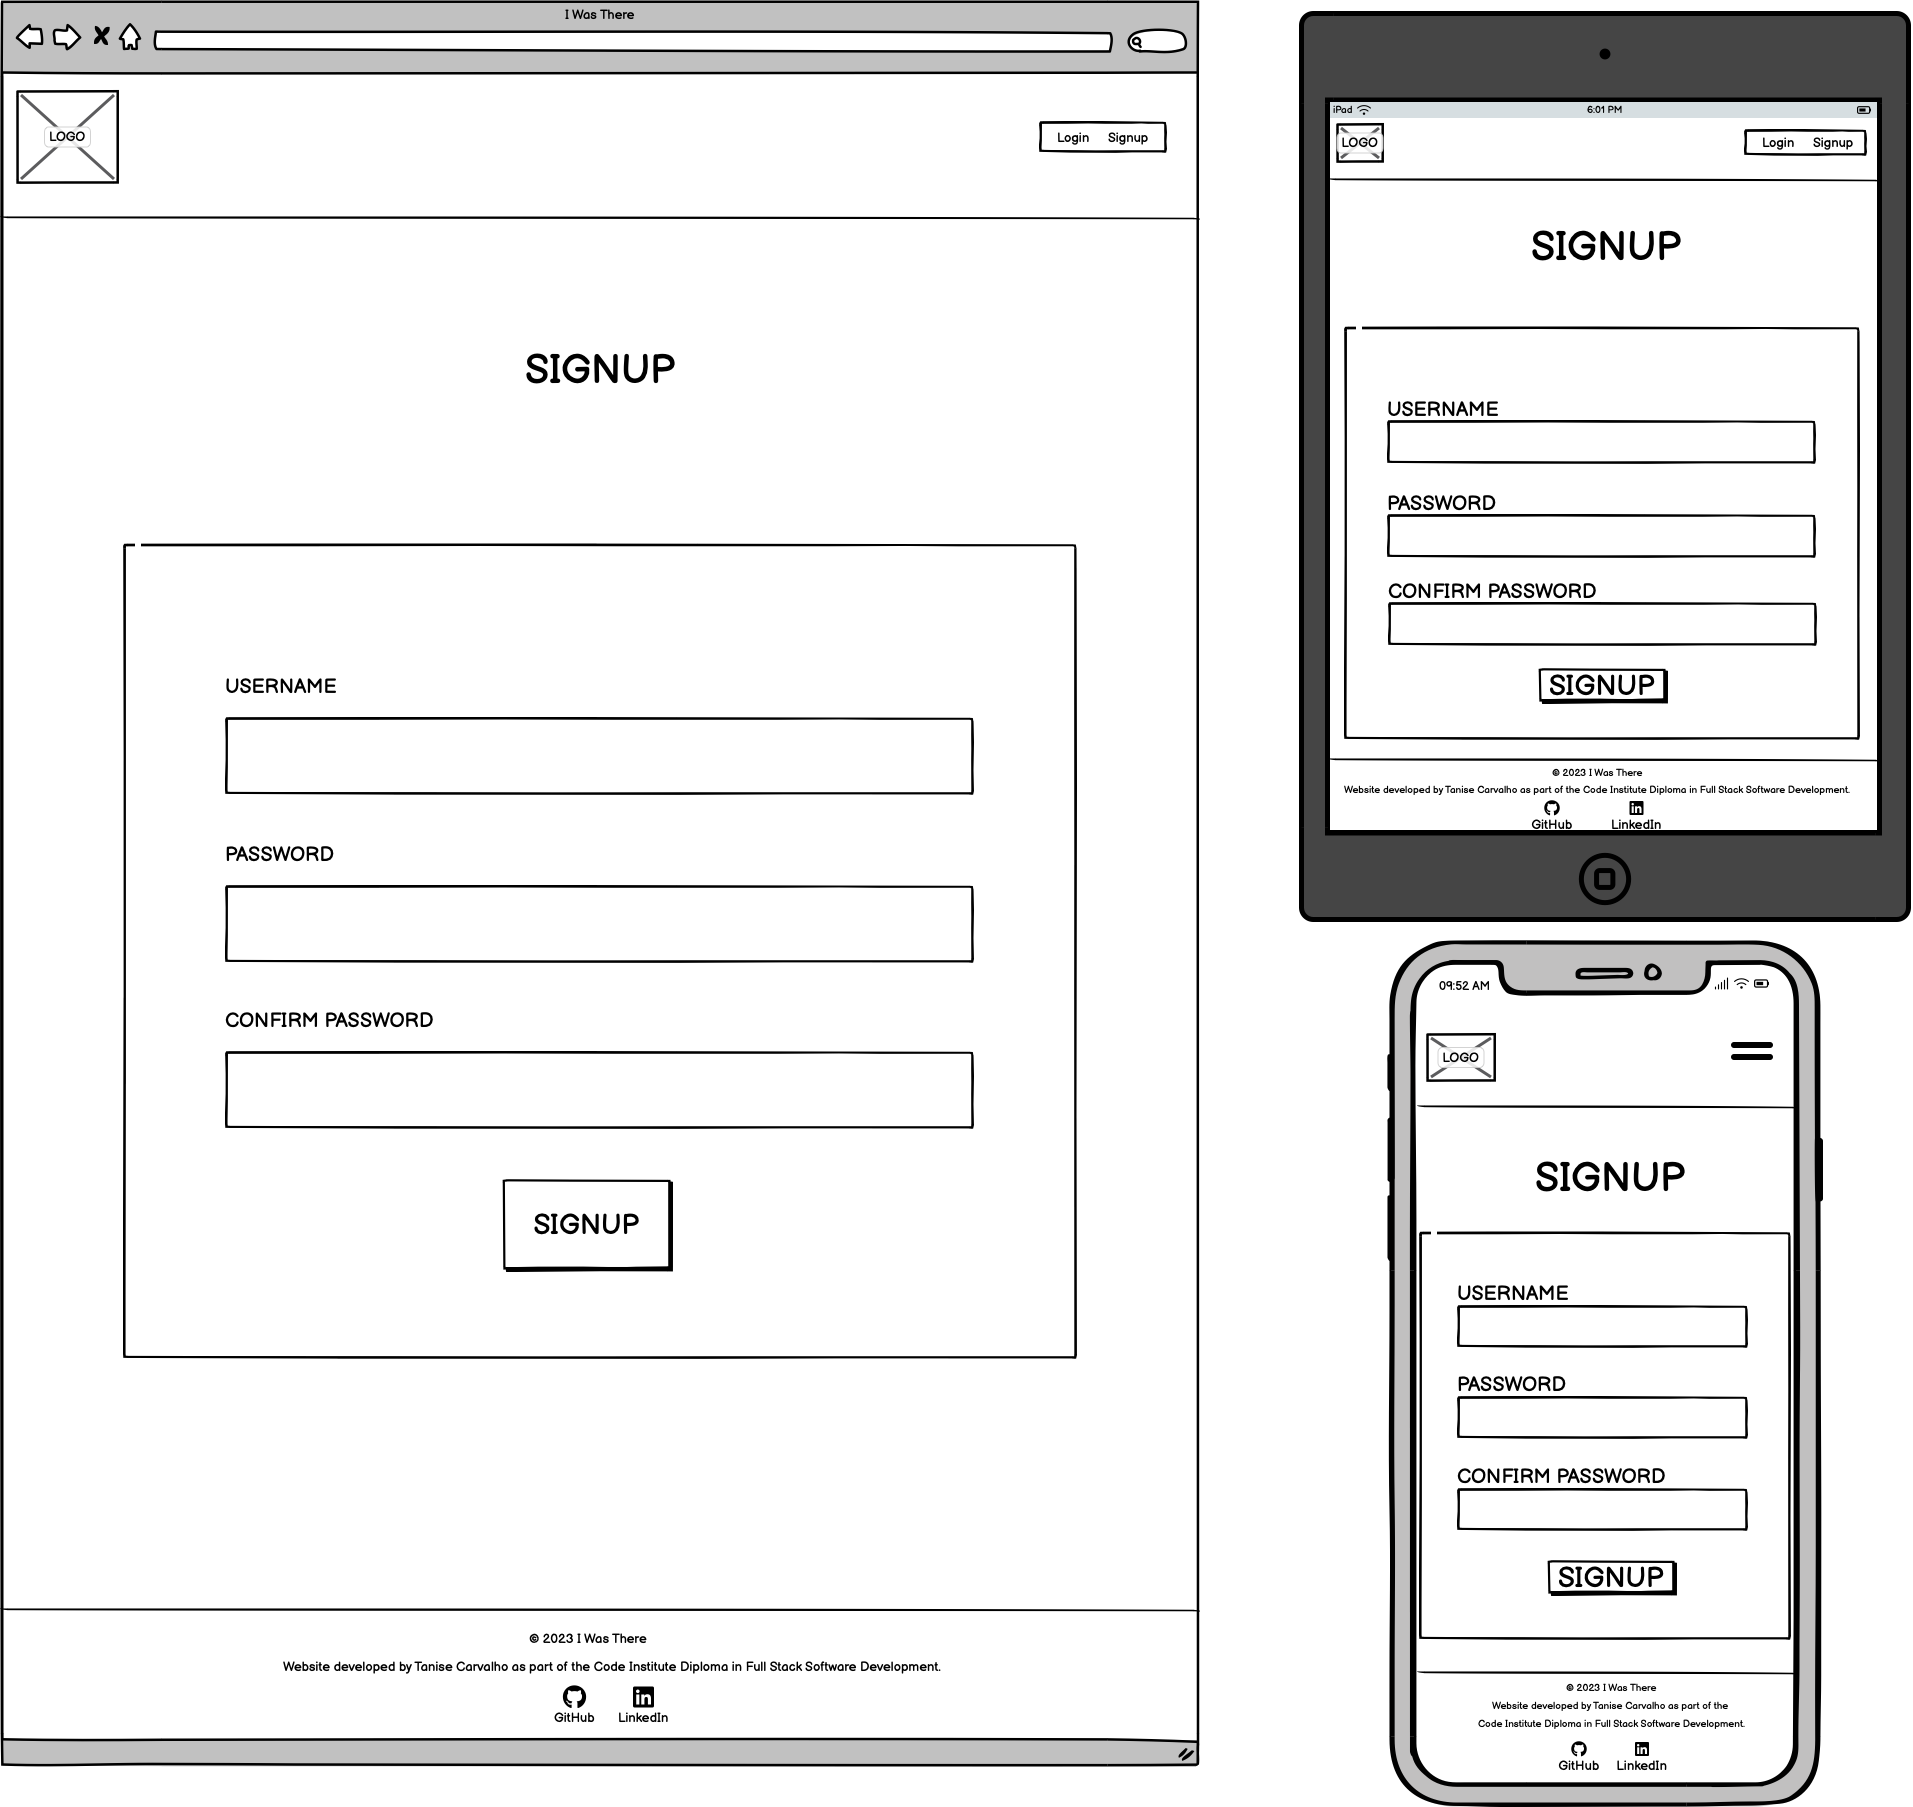 I Was There
LOGO
Login Signup
SIGNUP
USERNAME
PASSWORD
CONFIRM PASSWORD
SIGNUP
© 2023 I Was There
Website developed by Tanise Carvalho as part of the Code Institute Diploma in Full Stack Software Development.
GitHub LinkedIn
iPad 6:01 PM
LOGO
Login Signup
SIGNUP
USERNAME
PASSWORD
CONFIRM PASSWORD
SIGNUP
© 2023 I Was There
Website developed by Tanise Carvalho as part of the Code Institute Diploma in Full Stack Software Development.
GitHub LinkedIn
09:52 AM
LOGO
SIGNUP
USERNAME
PASSWORD
CONFIRM PASSWORD
SIGNUP
© 2023 I Was There
Website developed by Tanise Carvalho as part of the
Code Institute Diploma in Full Stack Software Development.
GitHub LinkedIn